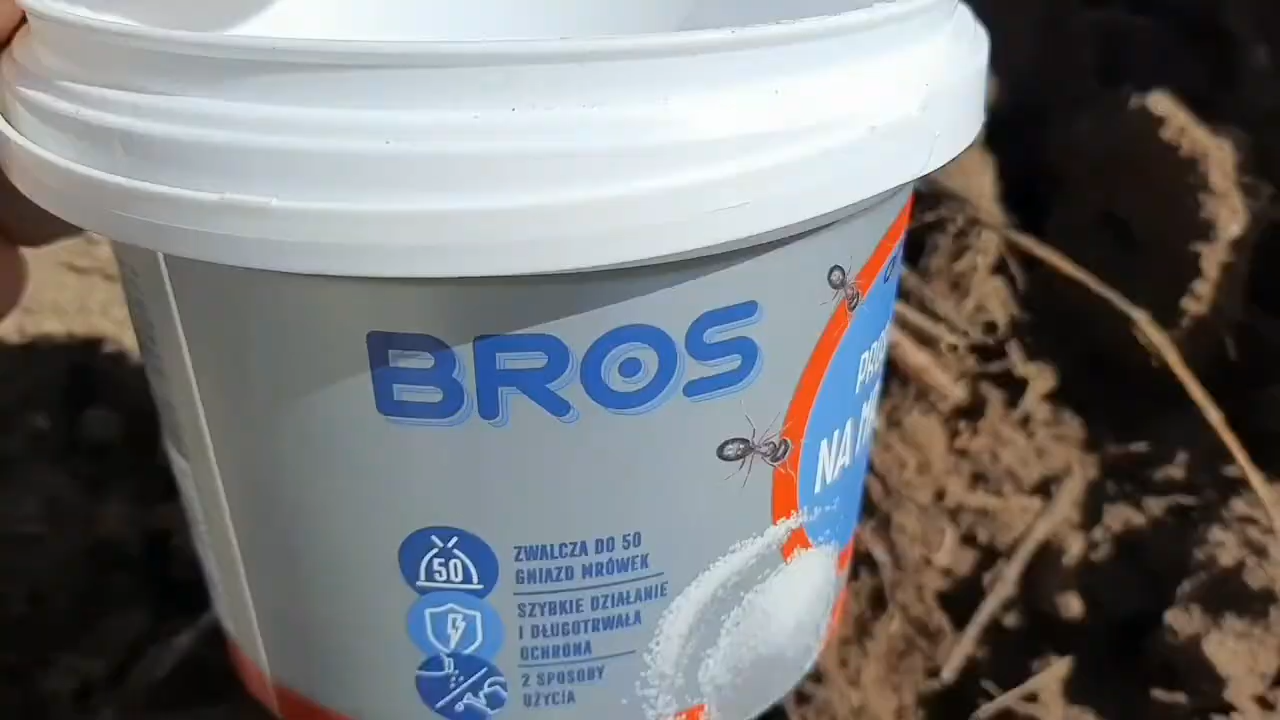 BROS
NA
50
ZWALCZA DO 50
GNIAZD MRÓWEK
SZYBKIE DZIAŁANIE
I DŁUGOTRWAŁA
OCHRONA
2 SPOSOBY
UŻYCIA